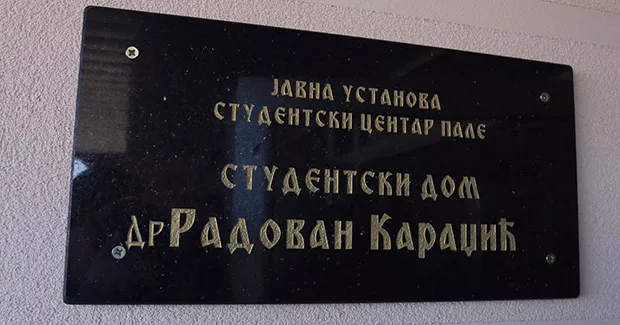 ЈАВНА УСТАНОВА
СТУДЕНТСКИ ЦЕНТАР ПАЛЕ
СТУДЕНТСКИ ДОМ
ДР РАДОВАН КАРАЏИЋ